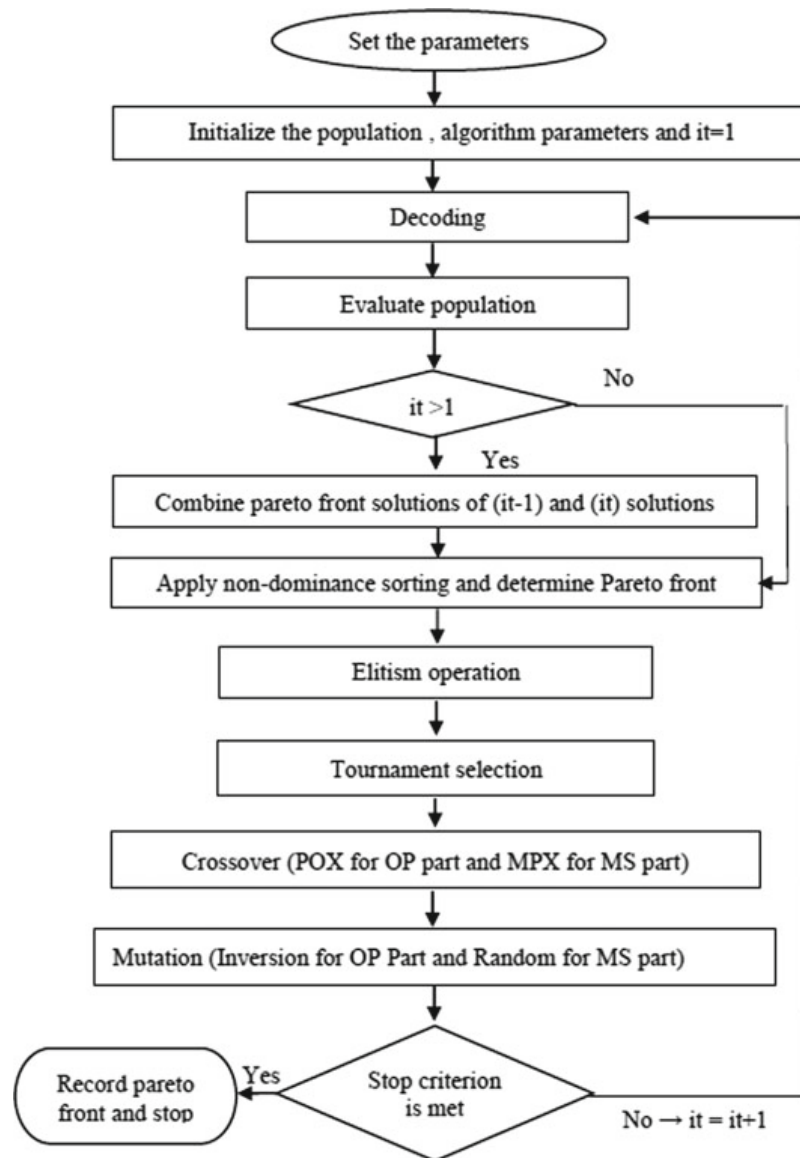 Set the parameters
Initialize the population , algorithm parameters and it=1
Decoding
Evaluate population
it >1
No
Yes
Combine pareto front solutions of (it-1) and (it) solutions
Apply non-dominance sorting and determine Pareto front
Elitism operation
Tournament selection
Crossover (POX for OP part and MPX for MS part)
Mutation (Inversion for OP Part and Random for MS part)
Stop criterion
is met
Yes
Record pareto
front and stop
No → it = it+1